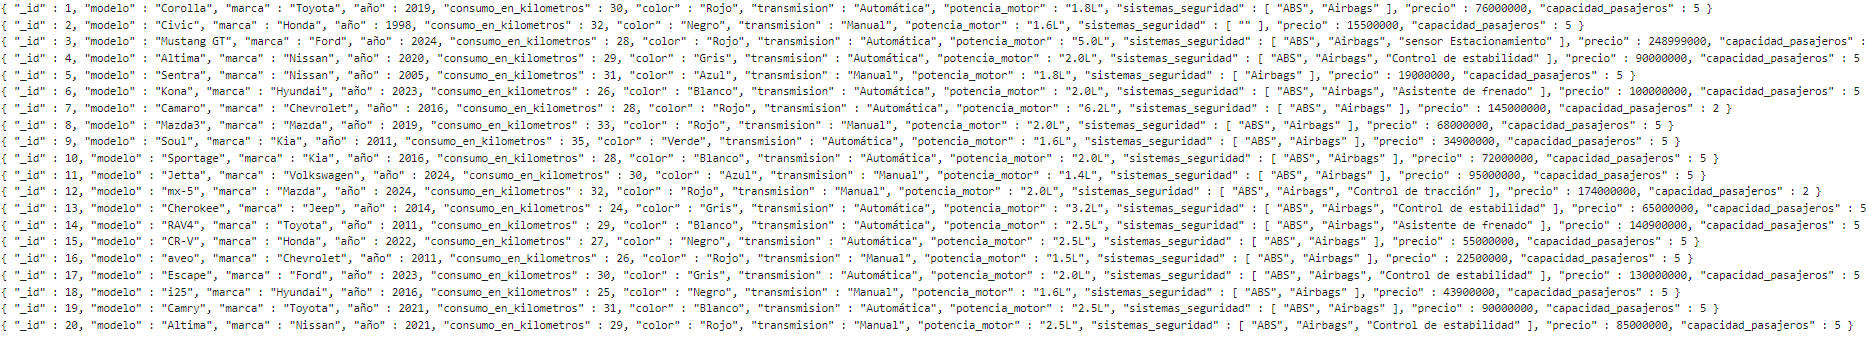 { "_id" : 1, "modelo" : "Corolla", "marca" : "Toyota", "año" : 2019, "consumo_en_kilometros" : 30, "color" : "Rojo", "transmision" : "Automática", "potencia_motor" : "1.8L", "sistemas_seguridad" : [ "ABS", "Airbags" ], "precio" : 76000000, "capacidad_pasajeros" : 5 }
{ "_id" : 2, "modelo" : "Civic", "marca" : "Honda", "año" : 1998, "consumo_en_kilometros" : 32, "color" : "Negro", "transmision" : "Manual", "potencia_motor" : "1.6L", "sistemas_seguridad" : [ "" ], "precio" : 15500000, "capacidad_pasajeros" : 5 }
{ "_id" : 3, "modelo" : "Mustang GT", "marca" : "Ford", "año" : 2024, "consumo_en_kilometros" : 28, "color" : "Rojo", "transmision" : "Automática", "potencia_motor" : "5.0L", "sistemas_seguridad" : [ "ABS", "Airbags", "sensor Estacionamiento" ], "precio" : 248999000, "capacidad_pasajeros" :
{ "_id" : 4, "modelo" : "Altima", "marca" : "Nissan", "año" : 2020, "consumo_en_kilometros" : 29, "color" : "Gris", "transmision" : "Automática", "potencia_motor" : "2.0L", "sistemas_seguridad" : [ "ABS", "Airbags", "Control de estabilidad" ], "precio" : 90000000, "capacidad_pasajeros" : 5
{ "_id" : 5, "modelo" : "Sentra", "marca" : "Nissan", "año" : 2005, "consumo_en_kilometros" : 31, "color" : "Azul", "transmision" : "Manual", "potencia_motor" : "1.8L", "sistemas_seguridad" : [ "Airbags" ], "precio" : 19000000, "capacidad_pasajeros" : 5 }
{ "_id" : 6, "modelo" : "Kona", "marca" : "Hyundai", "año" : 2023, "consumo_en_kilometros" : 26, "color" : "Blanco", "transmision" : "Automática", "potencia_motor" : "2.0L", "sistemas_seguridad" : [ "ABS", "Airbags", "Asistente de frenado" ], "precio" : 100000000, "capacidad_pasajeros" : 5
{ "_id" : 7, "modelo" : "Camaro", "marca" : "Chevrolet", "año" : 2016, "consumo_en_kilometros" : 28, "color" : "Rojo", "transmision" : "Automática", "potencia_motor" : "6.2L", "sistemas_seguridad" : [ "ABS", "Airbags" ], "precio" : 145000000, "capacidad_pasajeros" : 2 }
{ "_id" : 8, "modelo" : "Mazda3", "marca" : "Mazda", "año" : 2019, "consumo_en_kilometros" : 33, "color" : "Rojo", "transmision" : "Manual", "potencia_motor" : "2.0L", "sistemas_seguridad" : [ "ABS", "Airbags" ], "precio" : 68000000, "capacidad_pasajeros" : 5 }
{ "_id" : 9, "modelo" : "Soul", "marca" : "Kia", "año" : 2011, "consumo_en_kilometros" : 35, "color" : "Verde", "transmision" : "Automática", "potencia_motor" : "1.6L", "sistemas_seguridad" : [ "ABS", "Airbags" ], "precio" : 34900000, "capacidad_pasajeros" : 5 }
{ "_id" : 10, "modelo" : "Sportage", "marca" : "Kia", "año" : 2016, "consumo_en_kilometros" : 28, "color" : "Blanco", "transmision" : "Automática", "potencia_motor" : "2.0L", "sistemas_seguridad" : [ "ABS", "Airbags" ], "precio" : 72000000, "capacidad_pasajeros" : 5 }
{ "_id" : 11, "modelo" : "Jetta", "marca" : "Volkswagen", "año" : 2024, "consumo_en_kilometros" : 30, "color" : "Azul", "transmision" : "Manual", "potencia_motor" : "1.4L", "sistemas_seguridad" : [ "ABS", "Airbags" ], "precio" : 95000000, "capacidad_pasajeros" : 5 }
{ "_id" : 12, "modelo" : "mx-5", "marca" : "Mazda", "año" : 2024, "consumo_en_kilometros" : 32, "color" : "Rojo", "transmision" : "Manual", "potencia_motor" : "2.0L", "sistemas_seguridad" : [ "ABS", "Airbags", "Control de tracción" ], "precio" : 174000000, "capacidad_pasajeros" : 2 }
{ "_id" : 13, "modelo" : "Cherokee", "marca" : "Jeep", "año" : 2014, "consumo_en_kilometros" : 24, "color" : "Gris", "transmision" : "Automática", "potencia_motor" : "3.2L", "sistemas_seguridad" : [ "ABS", "Airbags", "Control de estabilidad" ], "precio" : 65000000, "capacidad_pasajeros" : 5
{ "_id" : 14, "modelo" : "RAV4", "marca" : "Toyota", "año" : 2011, "consumo_en_kilometros" : 29, "color" : "Blanco", "transmision" : "Automática", "potencia_motor" : "2.5L", "sistemas_seguridad" : [ "ABS", "Airbags", "Asistente de frenado" ], "precio" : 140900000, "capacidad_pasajeros" : 5
{ "_id" : 15, "modelo" : "CR-V", "marca" : "Honda", "año" : 2022, "consumo_en_kilometros" : 27, "color" : "Negro", "transmision" : "Automática", "potencia_motor" : "2.5L", "sistemas_seguridad" : [ "ABS", "Airbags" ], "precio" : 55000000, "capacidad_pasajeros" : 5 }
{ "_id" : 16, "modelo" : "aveo", "marca" : "Chevrolet", "año" : 2011, "consumo_en_kilometros" : 26, "color" : "Rojo", "transmision" : "Manual", "potencia_motor" : "1.5L", "sistemas_seguridad" : [ "ABS", "Airbags" ], "precio" : 22500000, "capacidad_pasajeros" : 5 }
{ "_id" : 17, "modelo" : "Escape", "marca" : "Ford", "año" : 2023, "consumo_en_kilometros" : 30, "color" : "Gris", "transmision" : "Automática", "potencia_motor" : "2.0L", "sistemas_seguridad" : [ "ABS", "Airbags", "Control de estabilidad" ], "precio" : 130000000, "capacidad_pasajeros" : 5
{ "_id" : 18, "modelo" : "i25", "marca" : "Hyundai", "año" : 2016, "consumo_en_kilometros" : 25, "color" : "Negro", "transmision" : "Manual", "potencia_motor" : "1.6L", "sistemas_seguridad" : [ "ABS", "Airbags" ], "precio" : 43900000, "capacidad_pasajeros" : 5 }
{ "_id" : 19, "modelo" : "Camry", "marca" : "Toyota", "año" : 2021, "consumo_en_kilometros" : 31, "color" : "Blanco", "transmision" : "Automática", "potencia_motor" : "2.5L", "sistemas_seguridad" : [ "ABS", "Airbags" ], "precio" : 90000000, "capacidad_pasajeros" : 5 }
{ "_id" : 20, "modelo" : "Altima", "marca" : "Nissan", "año" : 2021, "consumo_en_kilometros" : 29, "color" : "Rojo", "transmision" : "Manual", "potencia_motor" : "2.5L", "sistemas_seguridad" : [ "ABS", "Airbags", "Control de estabilidad" ], "precio" : 85000000, "capacidad_pasajeros" : 5 }